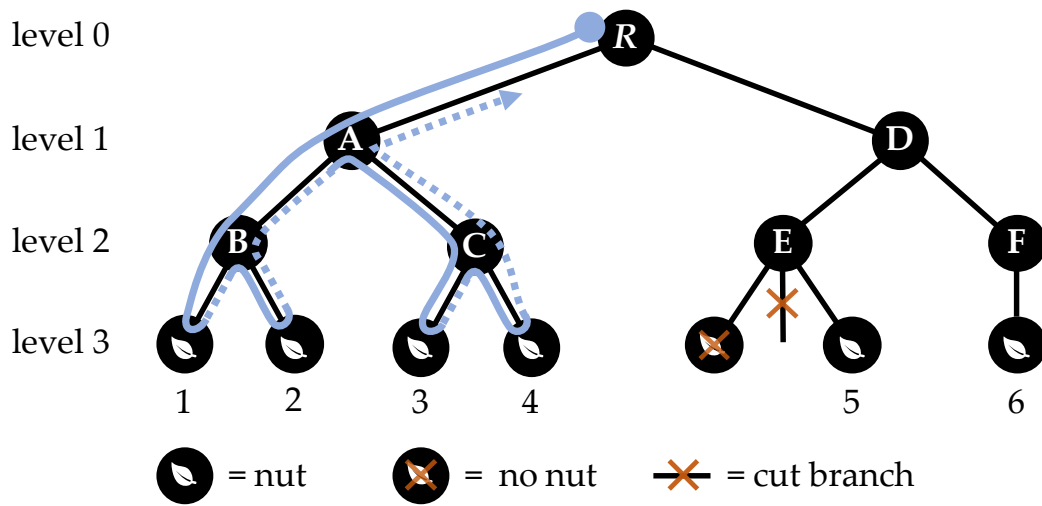 level 0 R
level 1 A D
level 2 B C E F
level 3
1 2 3 4 5 6
= nut = no nut = cut branch